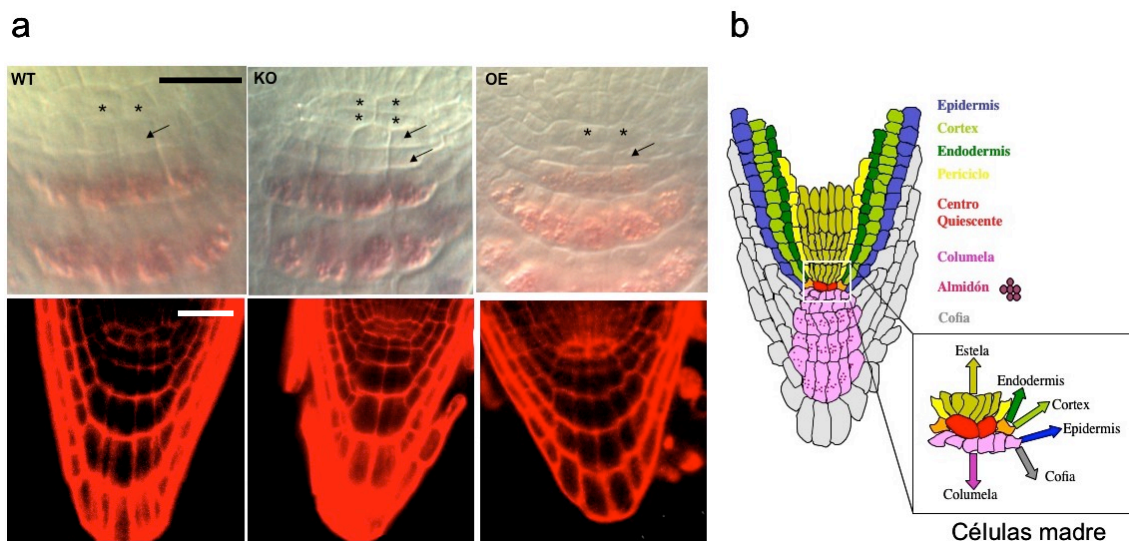 a
b
WT
KO
OE
* *
* *
* *
* *
Epidermis
Cortex
Endodermis
Periciclo
Centro
Quiescente
Columela
Almidón
Cofia
Estela
Endodermis
Cortex
Epidermis
Cofia
Columela
Células madre